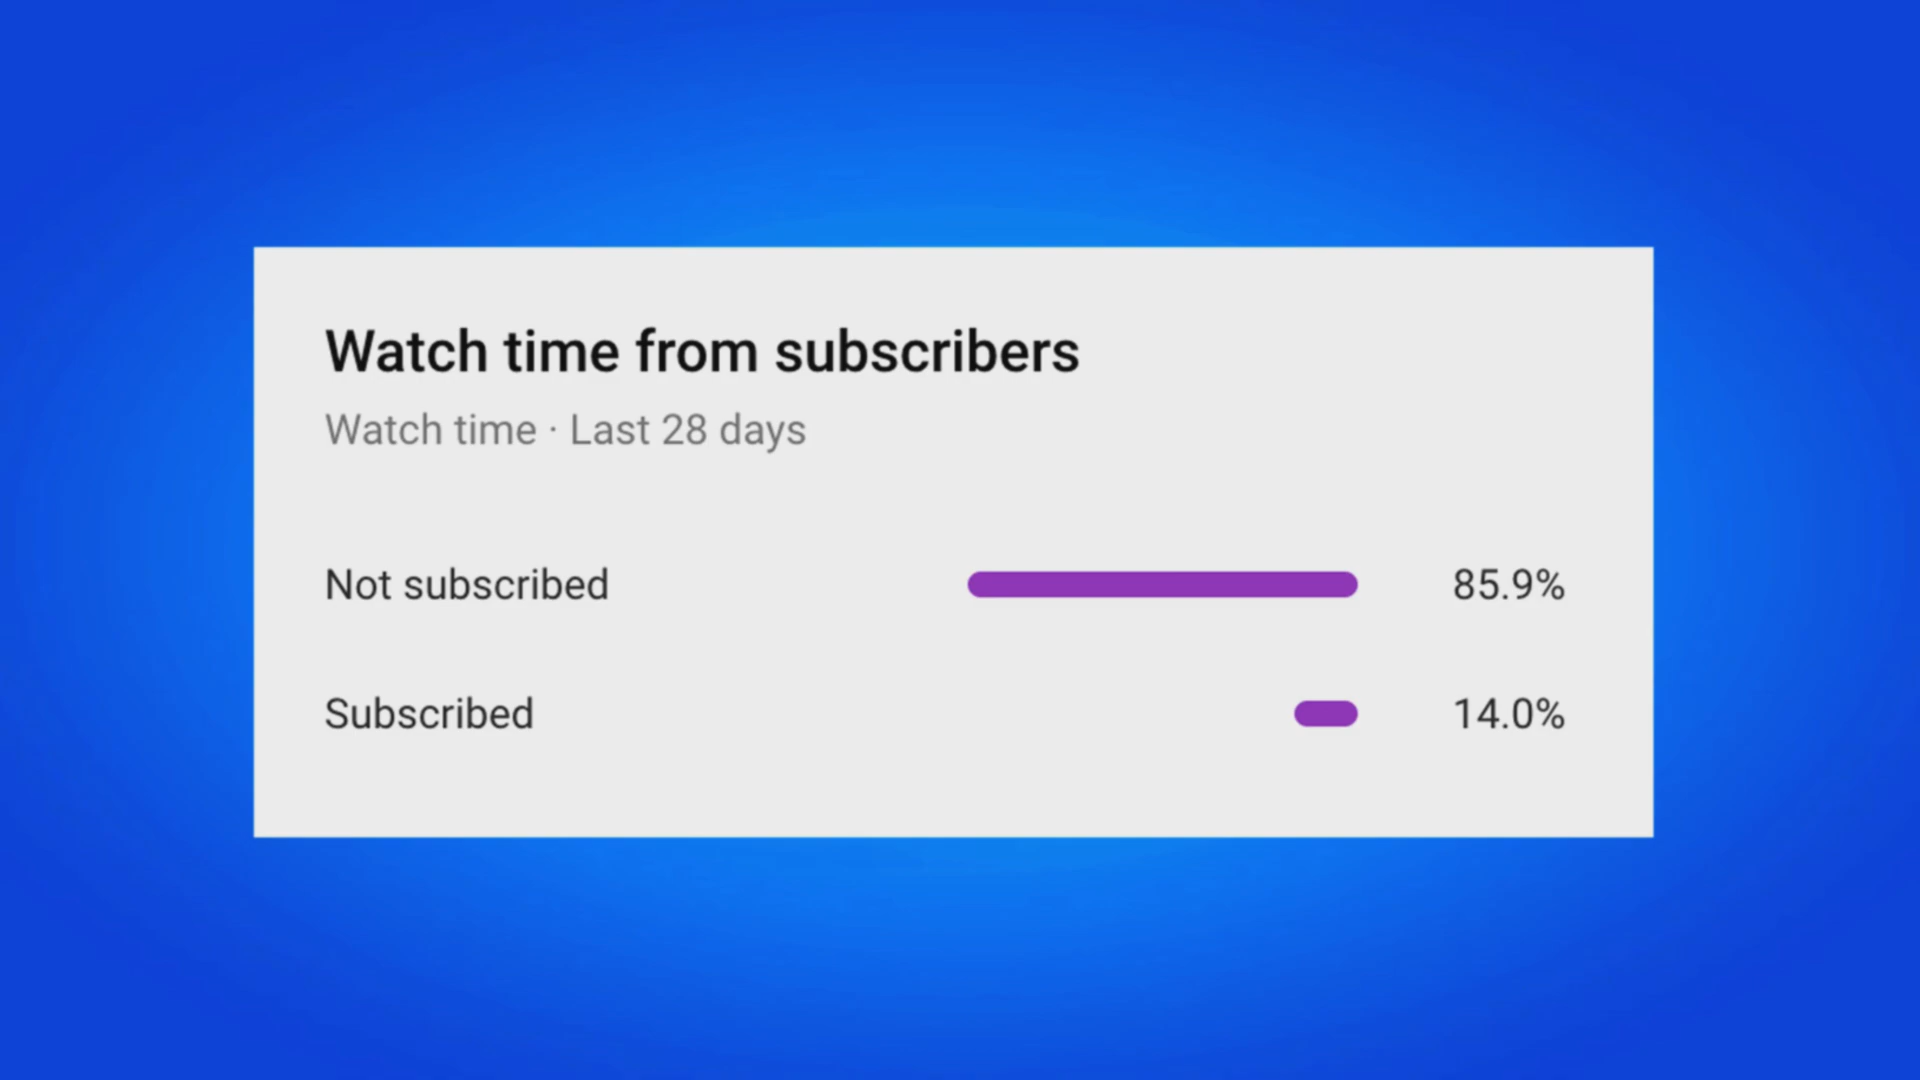 Watch time from subscribers
Watch time · Last 28 days
Not subscribed 85.9%
Subscribed 14.0%